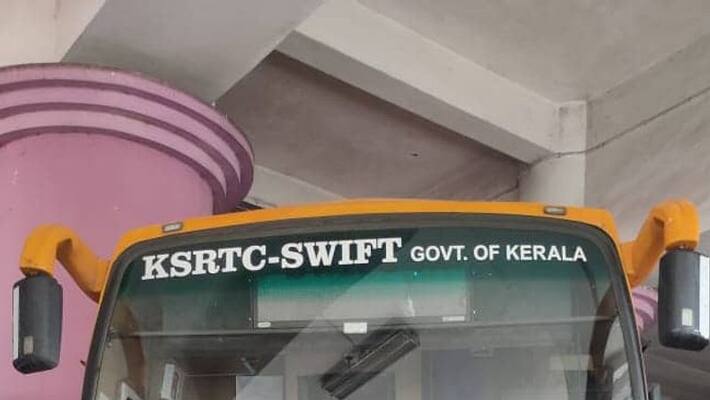 KSRTC-SWIFT GOVT. OF KERALA